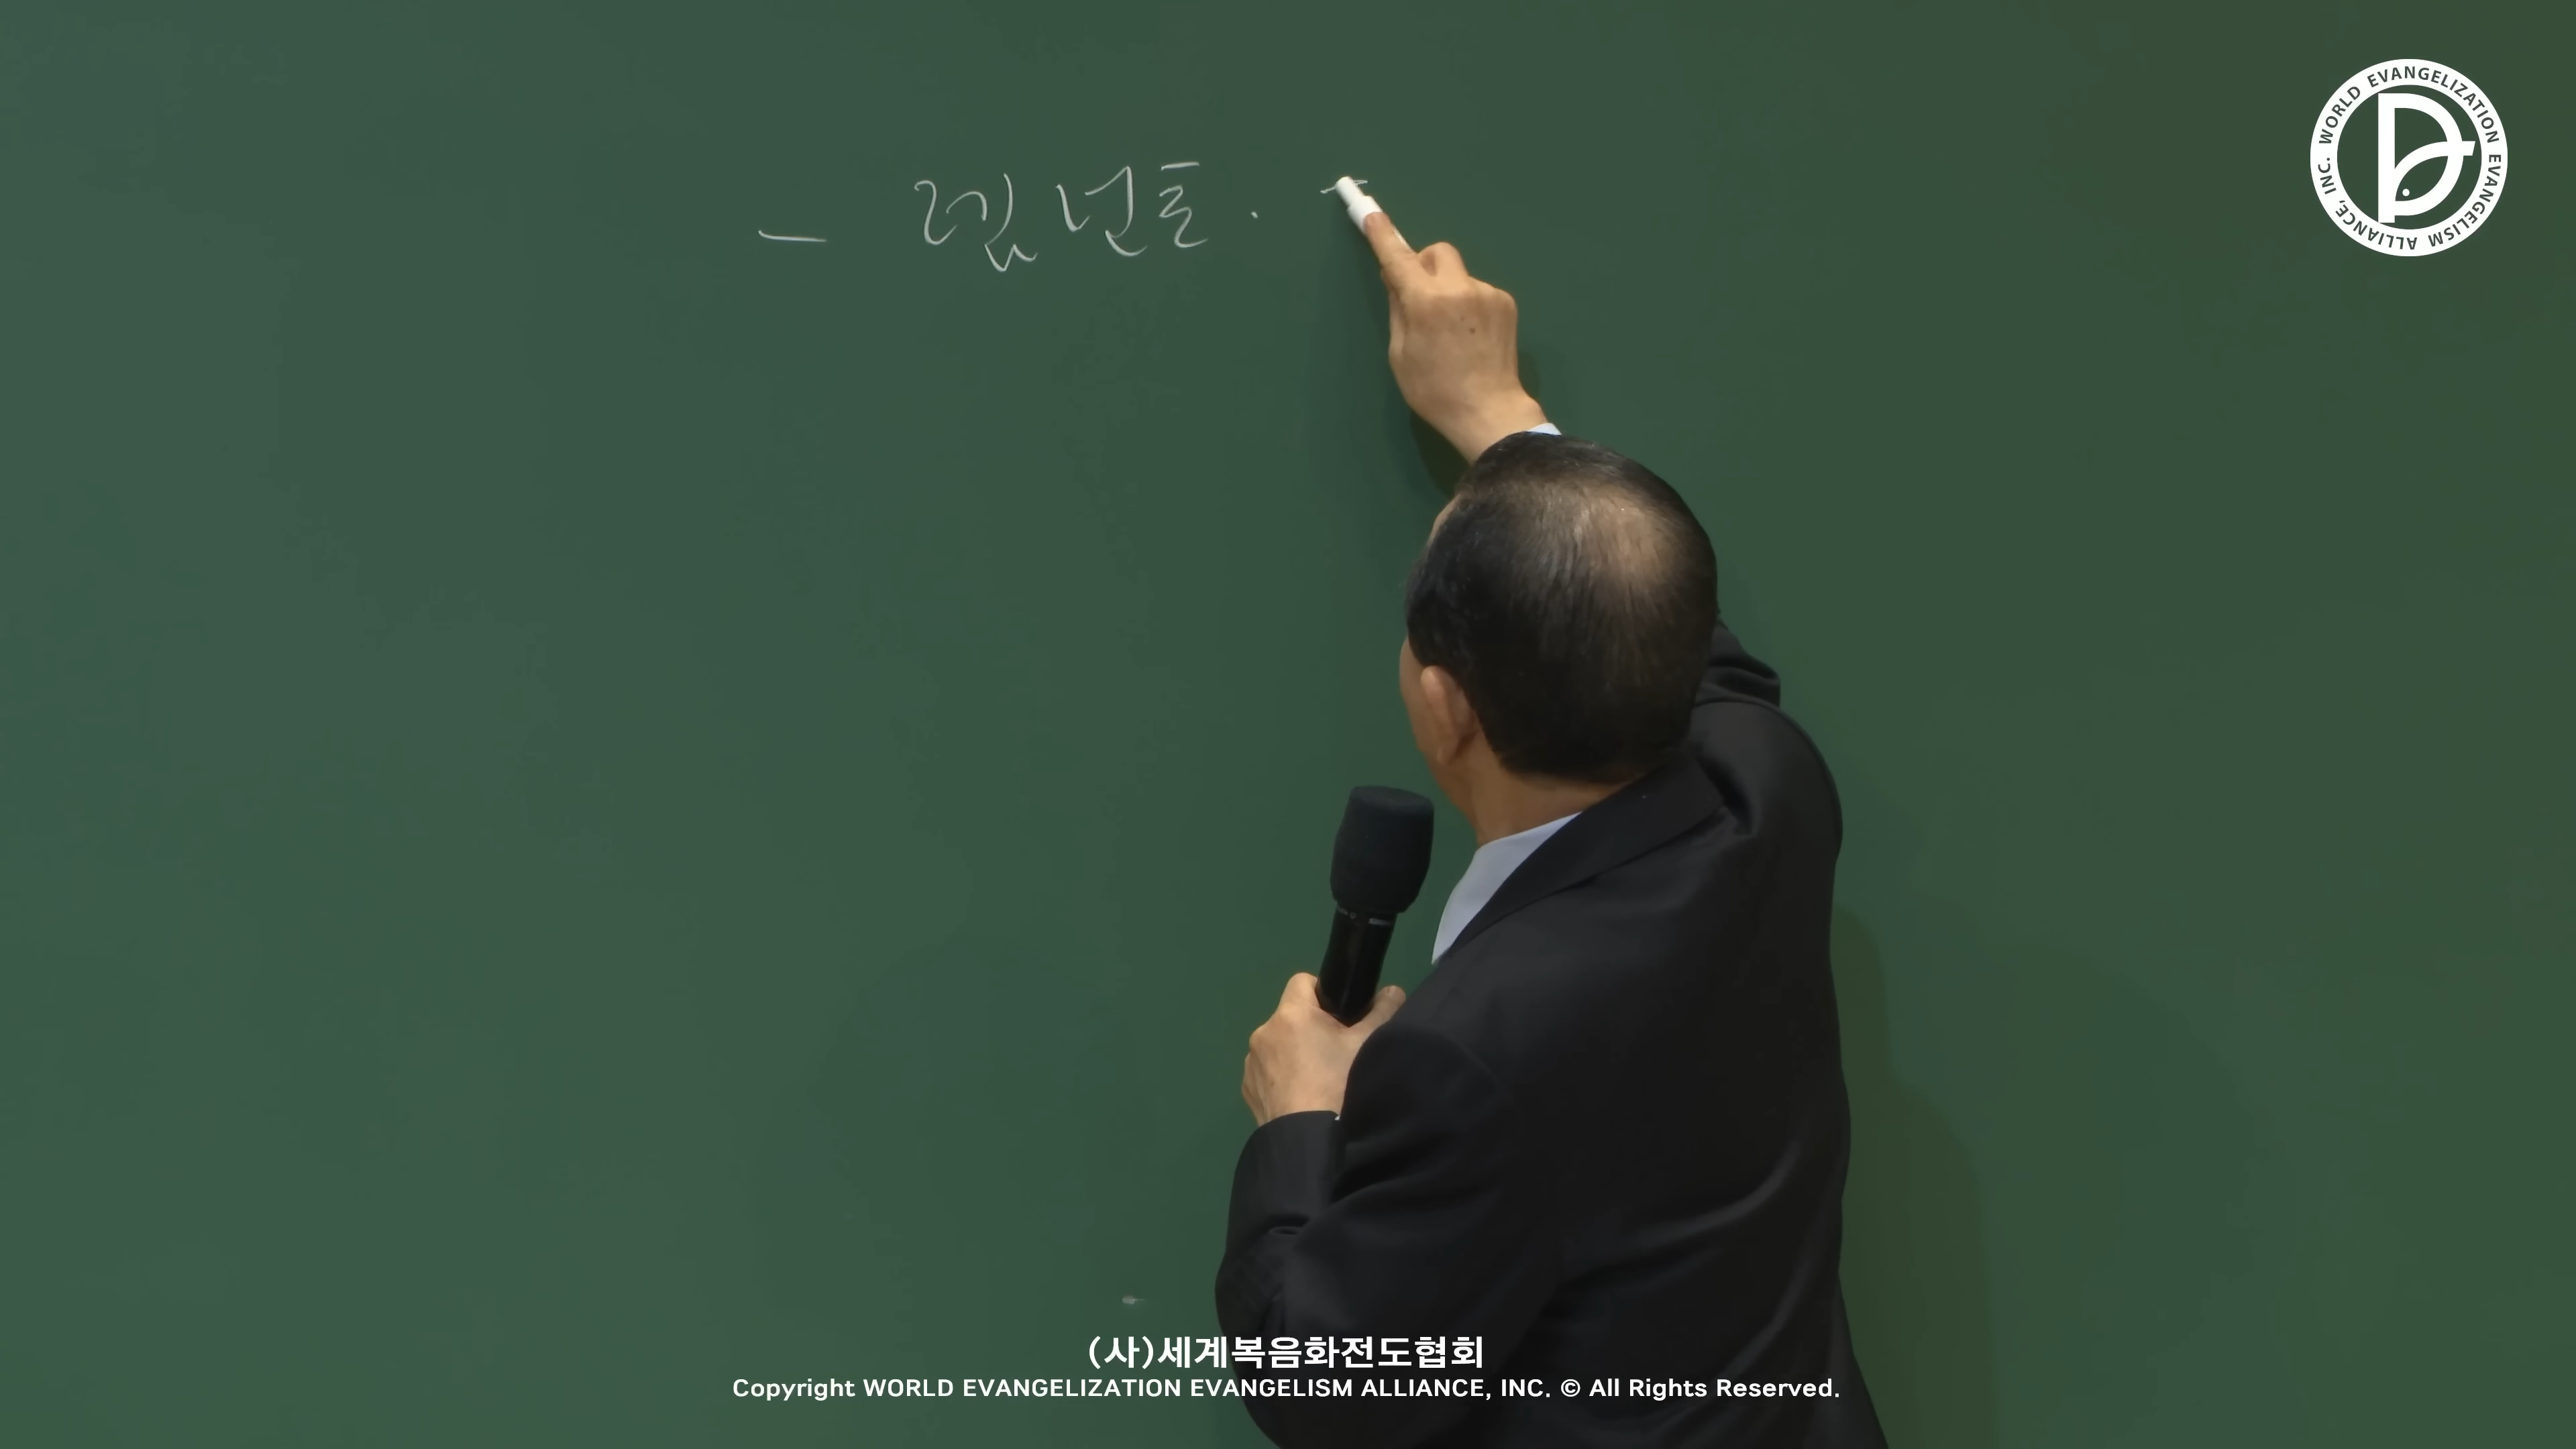 — 렘넌트.
WORLD EVANGELIZATION EVANGELISM ALLIANCE, INC.
(사)세계복음화전도협회
Copyright WORLD EVANGELIZATION EVANGELISM ALLIANCE, INC. © All Rights Reserved.